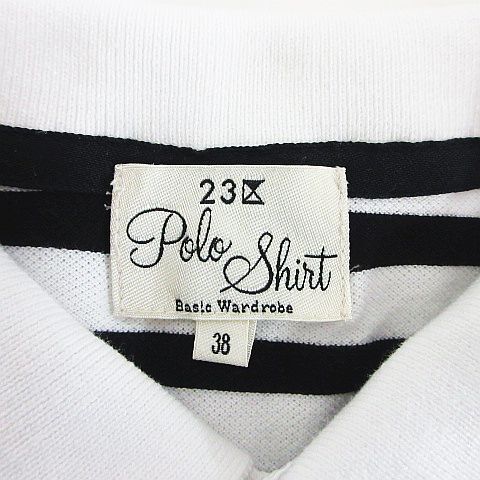 23区
Polo Shirt
Basic Wardrobe
38